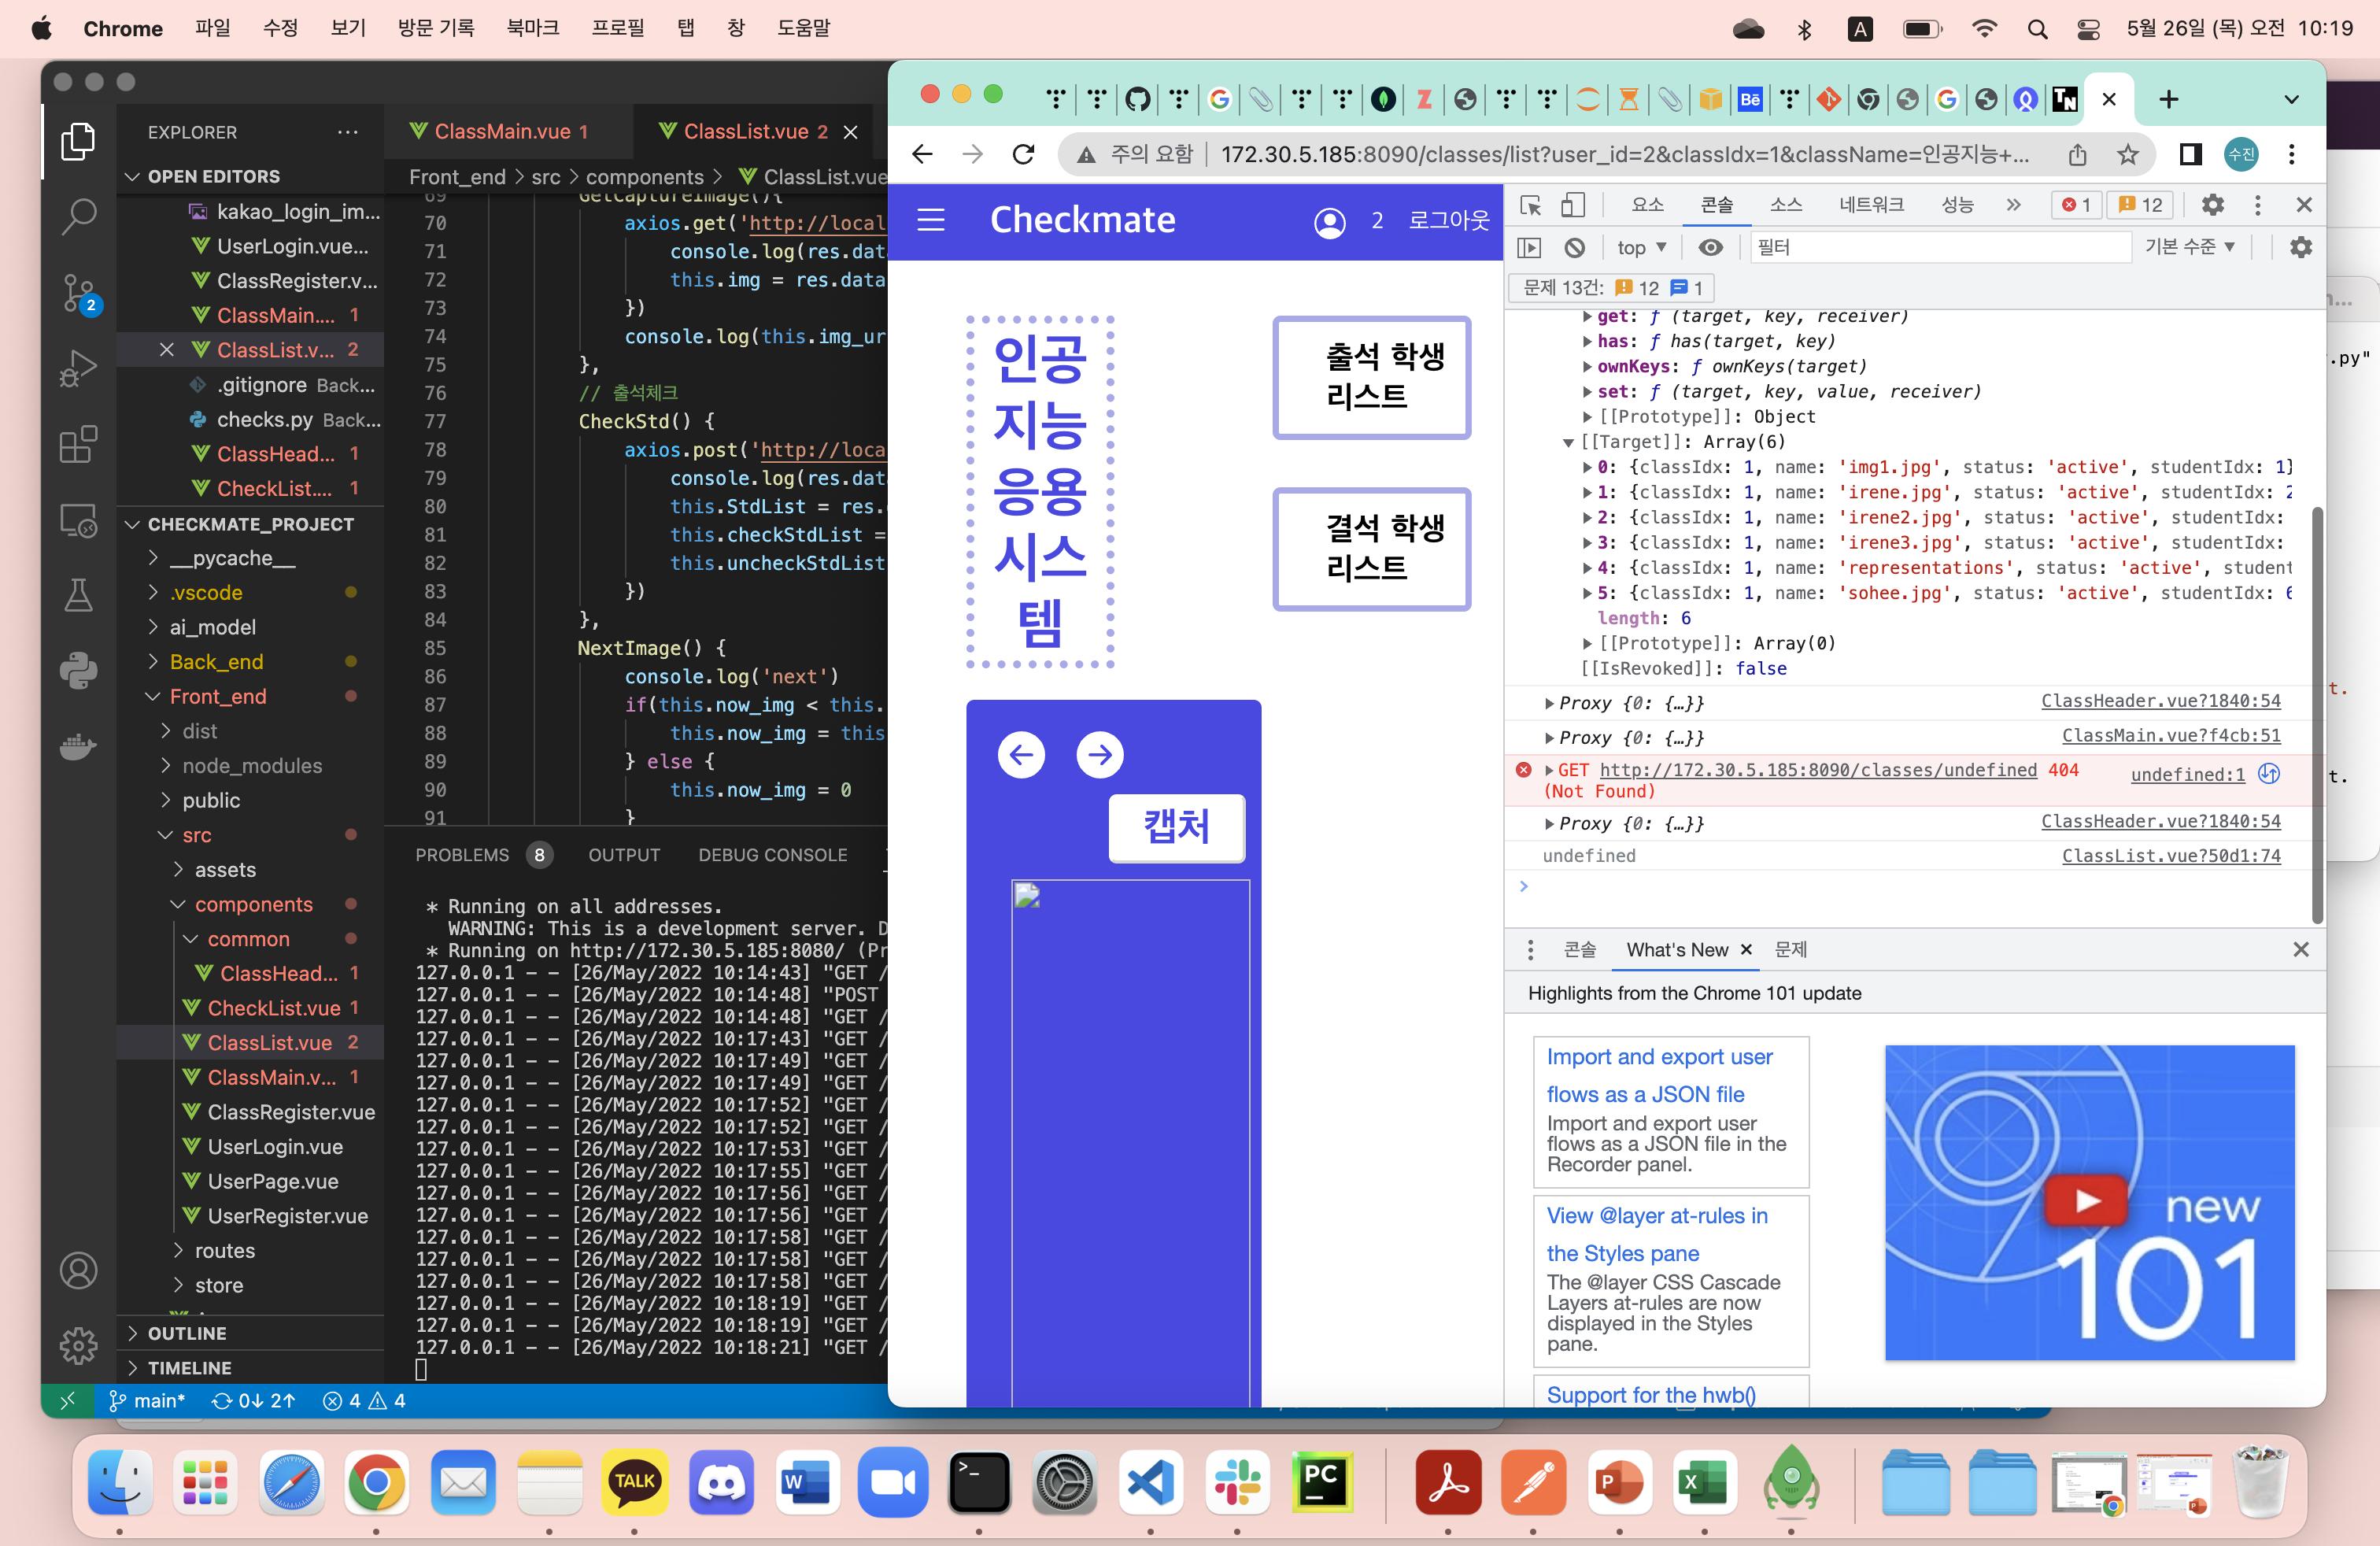 Chrome 파일 수정 보기 방문 기록 북마크 프로필 탭 창 도움말
A 5월 26일 (목) 오전 10:19
EXPLORER
OPEN EDITORS
kakao_login_im...
UserLogin.vue...
ClassRegister.v...
ClassMain.... 1
ClassList.v... 2
.gitignore Back...
checks.py Back...
ClassHead... 1
CheckList.... 1
2
CHECKMATE_PROJECT
__pycache__
.vscode
ai_model
Back_end
Front_end
dist
node_modules
public
src
assets
components
common
ClassHead... 1
CheckList.vue 1
ClassList.vue 2
ClassMain.v... 1
ClassRegister.vue
UserLogin.vue
UserPage.vue
UserRegister.vue
routes
store
OUTLINE
TIMELINE
main* 0↓ 2↑ 4 4
ClassMain.vue 1 ClassList.vue 2
Front_end > src > components > ClassList.vue
69 GetCaptureImage(){
70 axios.get('http://local
71 console.log(res.dat
72 this.img = res.data
73 })
74 console.log(this.img_ur
75 },
76 // 출석체크
77 CheckStd() {
78 axios.post('http://loca
79 console.log(res.dat
80 this.StdList = res.
81 this.checkStdList =
82 this.uncheckStdList
83 })
84 },
85 NextImage() {
86 console.log('next')
87 if(this.now_img < this.
88 this.now_img = this
89 } else {
90 this.now_img = 0
91 }
PROBLEMS 8 OUTPUT DEBUG CONSOLE
* Running on all addresses.
WARNING: This is a development server. D
* Running on http://172.30.5.185:8080/ (Pr
127.0.0.1 - - [26/May/2022 10:14:43] "GET /
127.0.0.1 - - [26/May/2022 10:14:48] "POST
127.0.0.1 - - [26/May/2022 10:14:48] "GET /
127.0.0.1 - - [26/May/2022 10:17:43] "GET /
127.0.0.1 - - [26/May/2022 10:17:49] "GET /
127.0.0.1 - - [26/May/2022 10:17:49] "GET /
127.0.0.1 - - [26/May/2022 10:17:52] "GET /
127.0.0.1 - - [26/May/2022 10:17:52] "GET /
127.0.0.1 - - [26/May/2022 10:17:53] "GET /
127.0.0.1 - - [26/May/2022 10:17:55] "GET /
127.0.0.1 - - [26/May/2022 10:17:56] "GET /
127.0.0.1 - - [26/May/2022 10:17:56] "GET /
127.0.0.1 - - [26/May/2022 10:17:58] "GET /
127.0.0.1 - - [26/May/2022 10:17:58] "GET /
127.0.0.1 - - [26/May/2022 10:17:58] "GET /
127.0.0.1 - - [26/May/2022 10:18:19] "GET /
127.0.0.1 - - [26/May/2022 10:18:19] "GET /
127.0.0.1 - - [26/May/2022 10:18:21] "GET /
G Z Bē G TN
주의 요함 172.30.5.185:8090/classes/list?user_id=2&classIdx=1&className=인공지능+...
수진
Checkmate 2 로그아웃
인공
지능
응용
시스
템
출석 학생
리스트
결석 학생
리스트
캡처
요소 콘솔 소스 네트워크 성능 » 1 12
top 필터 기본 수준
문제 13건: 12 1
get: ƒ (target, key, receiver)
has: ƒ has(target, key)
ownKeys: ƒ ownKeys(target)
set: ƒ (target, key, value, receiver)
[[Prototype]]: Object
[[Target]]: Array(6)
0: {classIdx: 1, name: 'img1.jpg', status: 'active', studentIdx: 1}
1: {classIdx: 1, name: 'irene.jpg', status: 'active', studentIdx: 2
2: {classIdx: 1, name: 'irene2.jpg', status: 'active', studentIdx:
3: {classIdx: 1, name: 'irene3.jpg', status: 'active', studentIdx:
4: {classIdx: 1, name: 'representations', status: 'active', student
5: {classIdx: 1, name: 'sohee.jpg', status: 'active', studentIdx: 6
length: 6
[[Prototype]]: Array(0)
[[IsRevoked]]: false
Proxy {0: {…}} ClassHeader.vue?1840:54
Proxy {0: {…}} ClassMain.vue?f4cb:51
GET http://172.30.5.185:8090/classes/undefined 404 undefined:1
(Not Found)
Proxy {0: {…}} ClassHeader.vue?1840:54
undefined ClassList.vue?50d1:74
콘솔 What's New 문제
Highlights from the Chrome 101 update
Import and export user
flows as a JSON file
Import and export user
flows as a JSON file in the
Recorder panel.
View @layer at-rules in
the Styles pane
The @layer CSS Cascade
Layers at-rules are now
displayed in the Styles
pane.
Support for the hwb()
new
101
.py"
t.
t.
TALK
W
PC
P
X